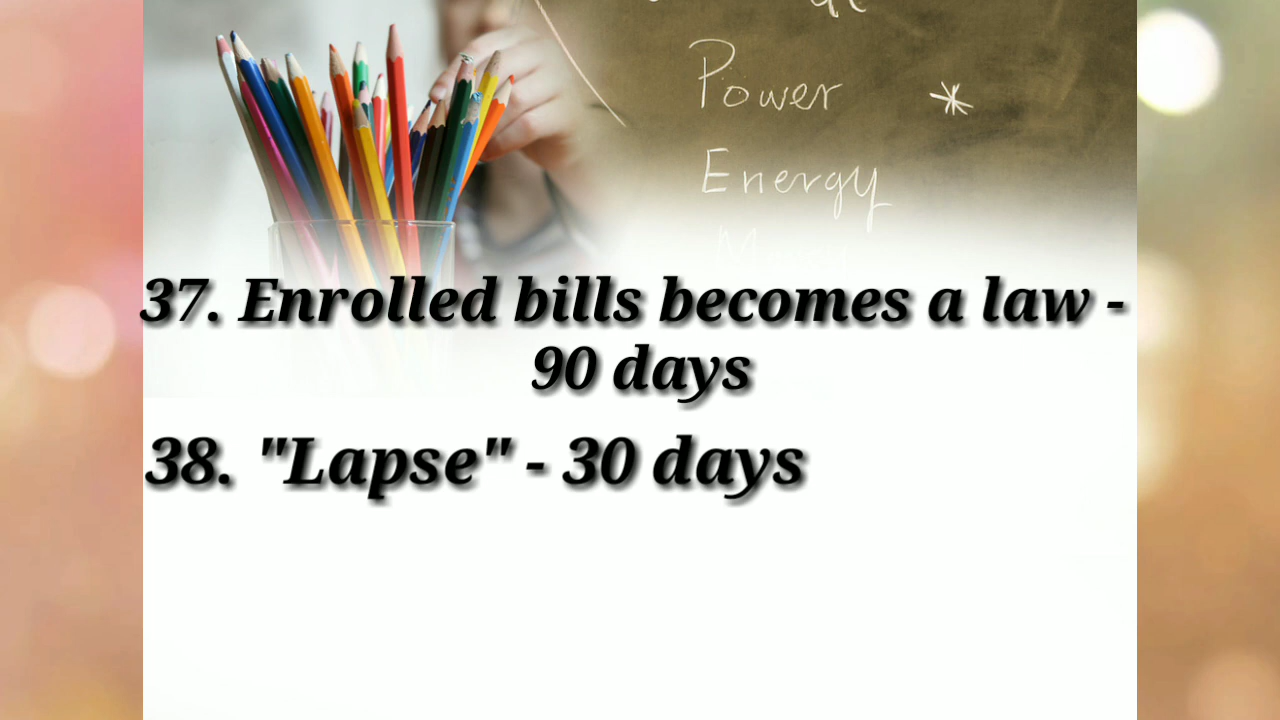 Power *
Energy
37. Enrolled bills becomes a law -
90 days
38. "Lapse" - 30 days